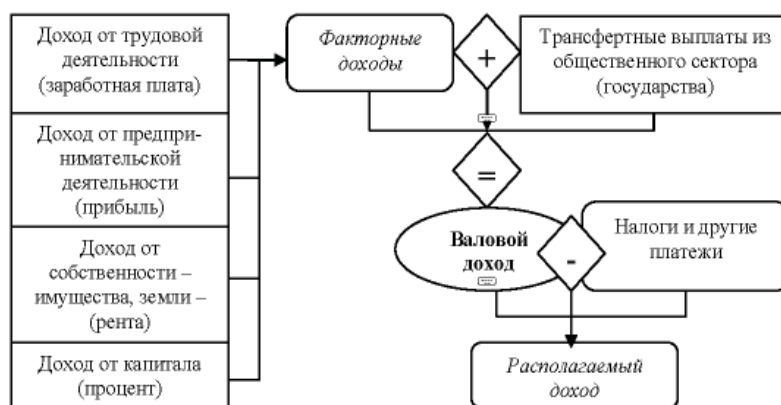 Доход от трудовой
деятельности
(заработная плата)
Доход от предпри-
нимательской
деятельности
(прибыль)
Доход от
собственности –
имущества, земли –
(рента)
Доход от капитала
(процент)
Факторные
доходы
+
Трансфертные выплаты из
общественного сектора
(государства)
=
Валовой
доход
-
Налоги и другие
платежи
Располагаемый
доход